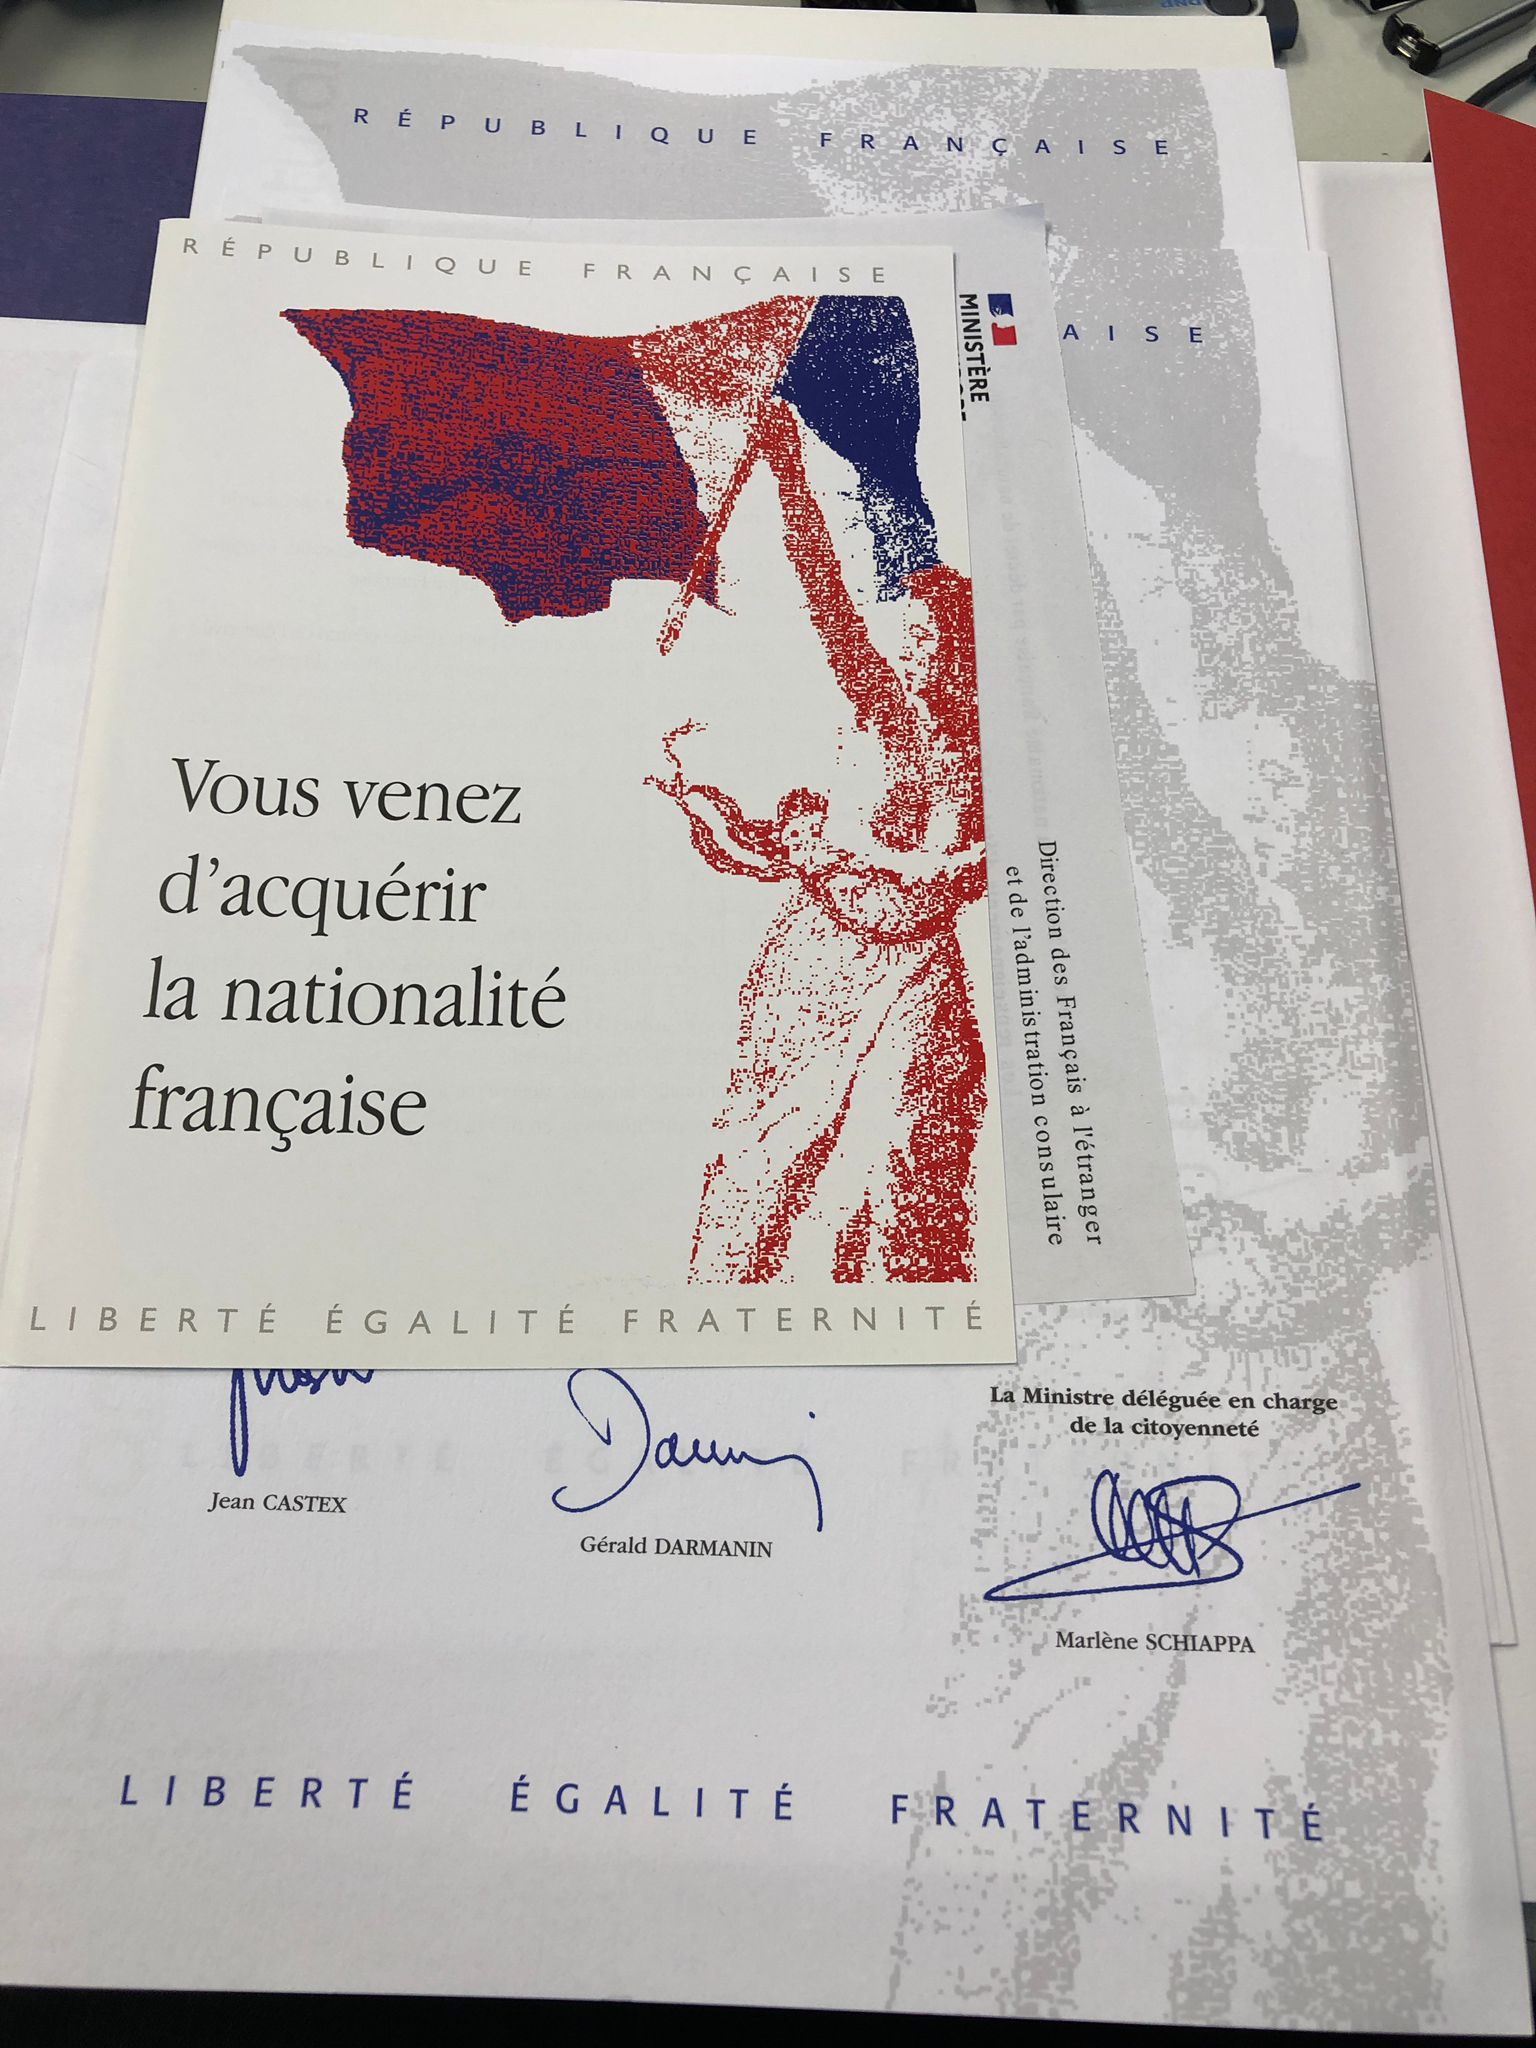 RÉPUBLIQUE FRANÇAISE
AISE
RÉPUBLIQUE FRANÇAISE
MINISTÈRE
Vous venez
d’acquérir
la nationalité
française
Direction des Français à l'étranger
et de l’administration consulaire
LIBERTÉ ÉGALITÉ FRATERNITÉ
La Ministre déléguée en charge
de la citoyenneté
Jean CASTEX
Gérald DARMANIN
Marlène SCHIAPPA
LIBERTÉ ÉGALITÉ FRATERNITÉ